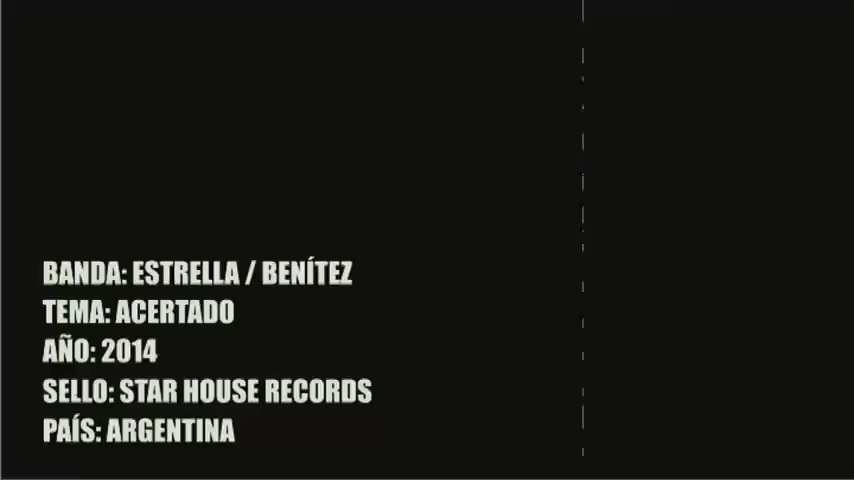 BANDA: ESTRELLA / BENÍTEZ
TEMA: ACERTADO
AÑO: 2014
SELLO: STAR HOUSE RECORDS
PAÍS: ARGENTINA